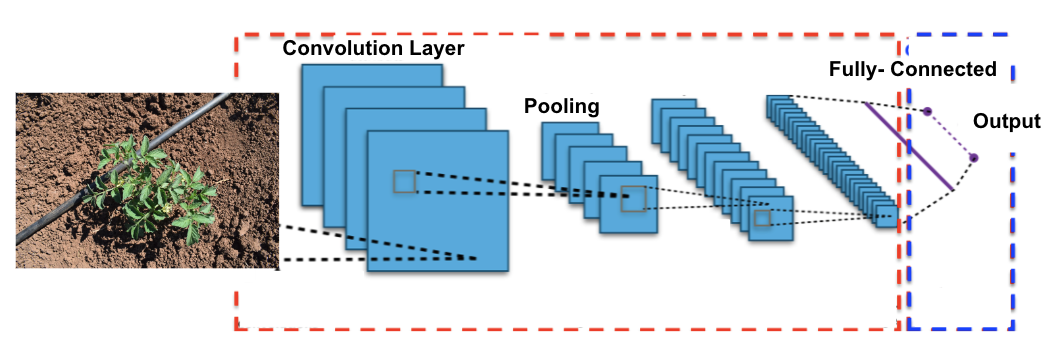 Convolution Layer
Pooling
Fully- Connected
Output